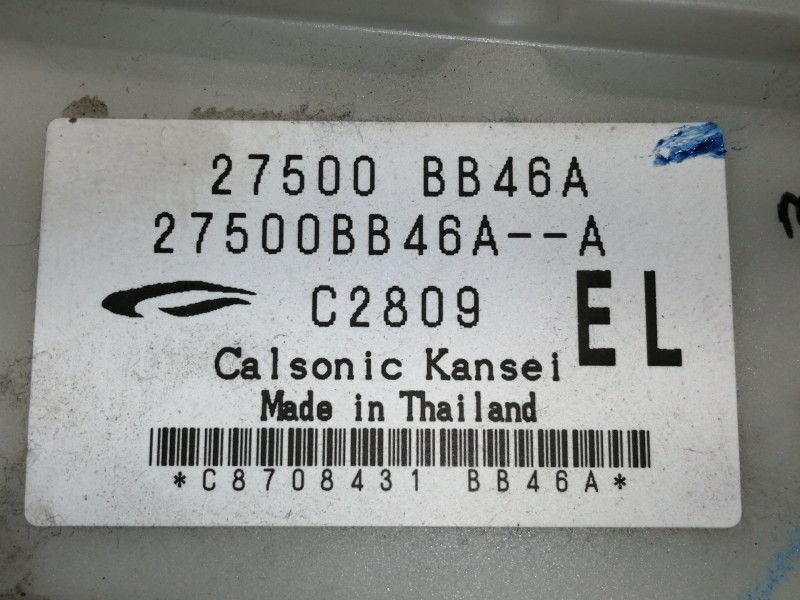 27500 BB46A
27500BB46A--A
C2809
EL
Calsonic Kansei
Made in Thailand
*C8708431 BB46A*